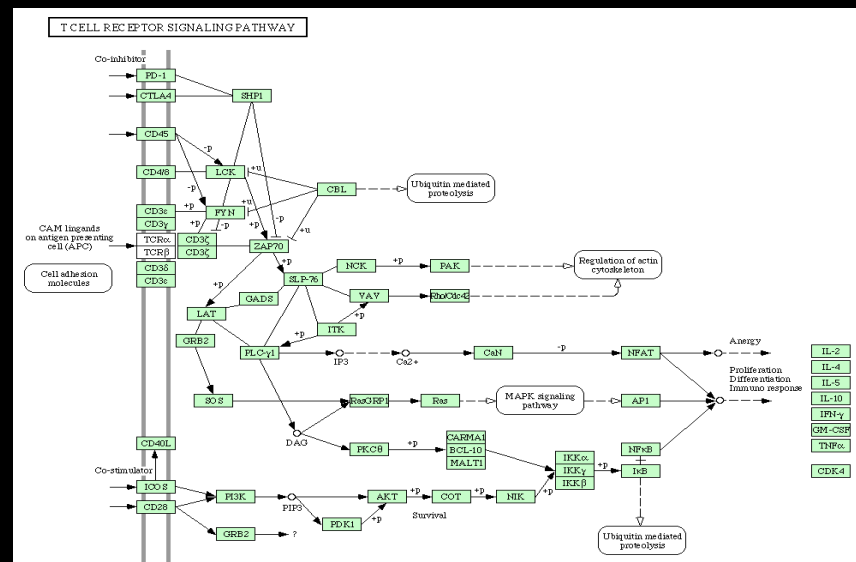 T CELL RECEPTOR SIGNALING PATHWAY
Co-inhibitor
PD-1
CTLA4
SHP1
CD45
-p
CD4/8
LCK
+u
-p
CBL
Ubiquitin mediated
proteolysis
CD3ε
CD3γ
FYN
+u
+p
-p
+p
-p
+u
CAM lingands
on antigen presenting
cell (APC)
TCRα
TCRβ
CD3ζ
CD3ζ
ZAP70
Cell adhesion
molecules
CD3δ
CD3ε
+p
+p
SLP-76
NCK
+p
PAK
Regulation of actin
cytoskeleton
GADS
VAV
+p
Rho/Cdc42
LAT
+p
ITK
+p
GRB2
PLC-γ1
IP3
Ca2+
CaN
-p
NFAT
Anergy
Proliferation
Differentiation
Immuno response
IL-2
IL-4
IL-5
IL-10
IFN-γ
GM-CSF
TNFα
CDK4
SOS
RasGRP1
Ras
MAPK signaling
pathway
AP1
DAG
CD40L
PKCθ
+p
CARMA1
BCL-10
MALT1
IKKα
IKKγ
IKKβ
+p
NFκB
IκB
Co-stimulator
ICOS
CD28
PI3K
PIP3
AKT
+p
COT
+p
NIK
+p
PDK1
+p
Survival
GRB2
?
Ubiquitin mediated
proteolysis